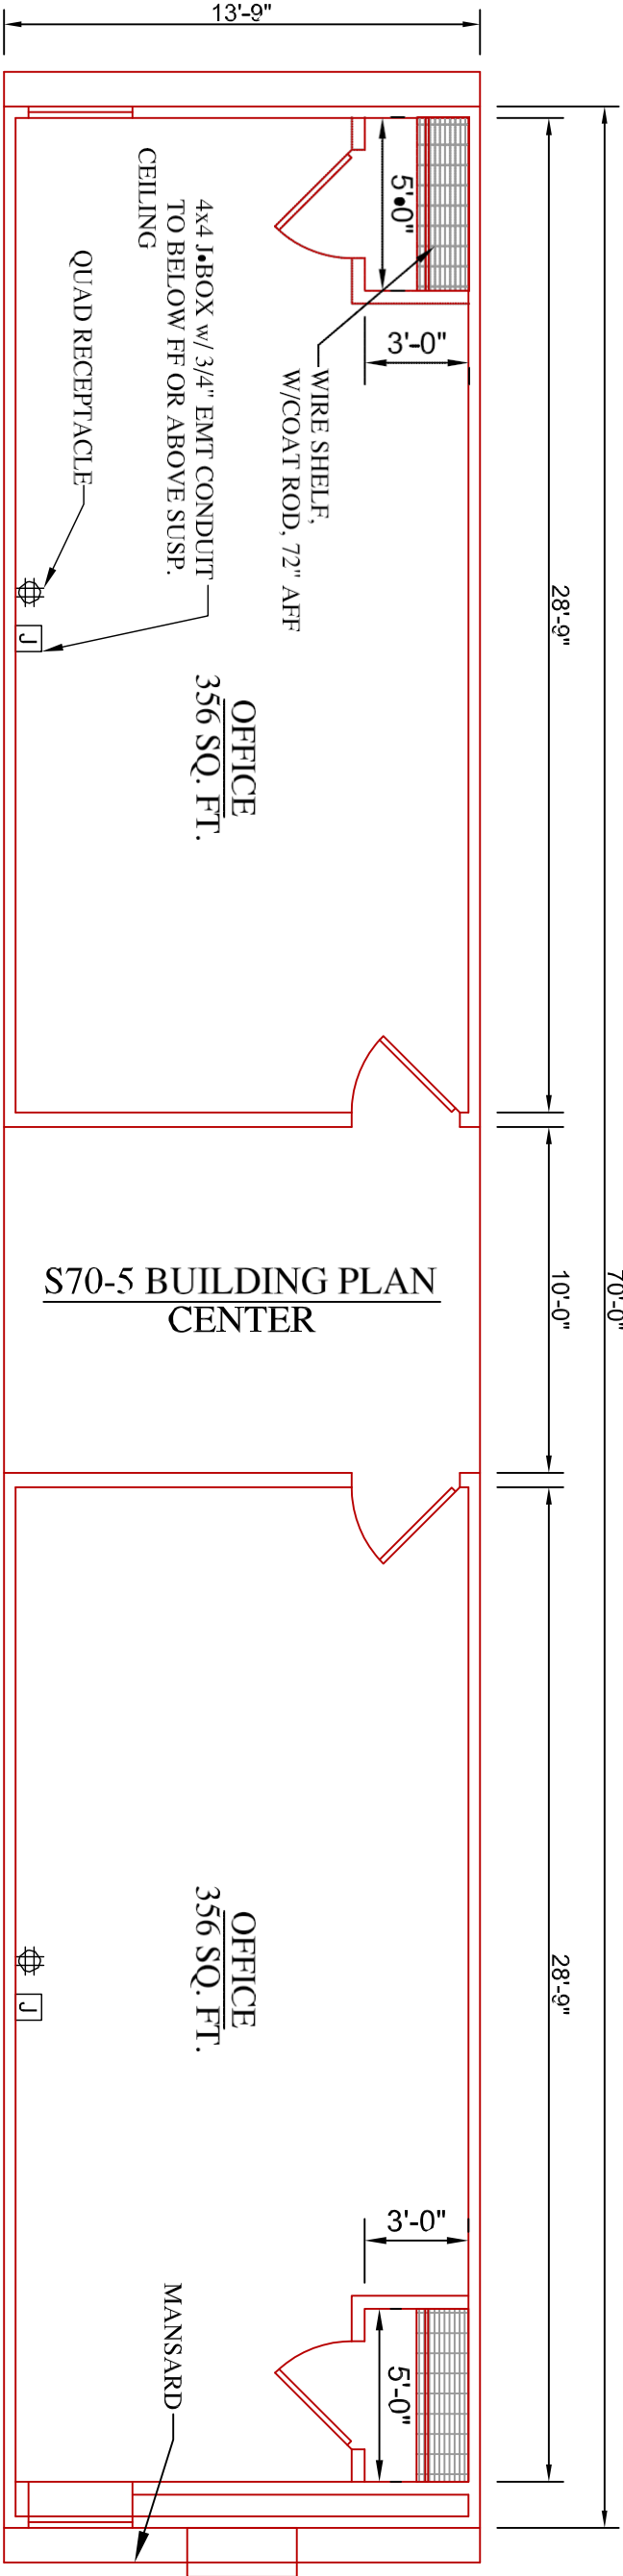 13'-9"
5'•0"
3'-0"
WIRE SHELF,
W/COAT ROD, 72" AFF
4x4 J•BOX w/ 3/4" EMT CONDUIT
TO BELOW FF OR ABOVE SUSP.
CEILING
QUAD RECEPTACLE
J
28'-9"
OFFICE
356 SQ. FT.
70'-0"
10'-0"
S70-5 BUILDING PLAN
CENTER
28'-9"
OFFICE
356 SQ. FT.
J
3'-0"
5'-0"
MANSARD